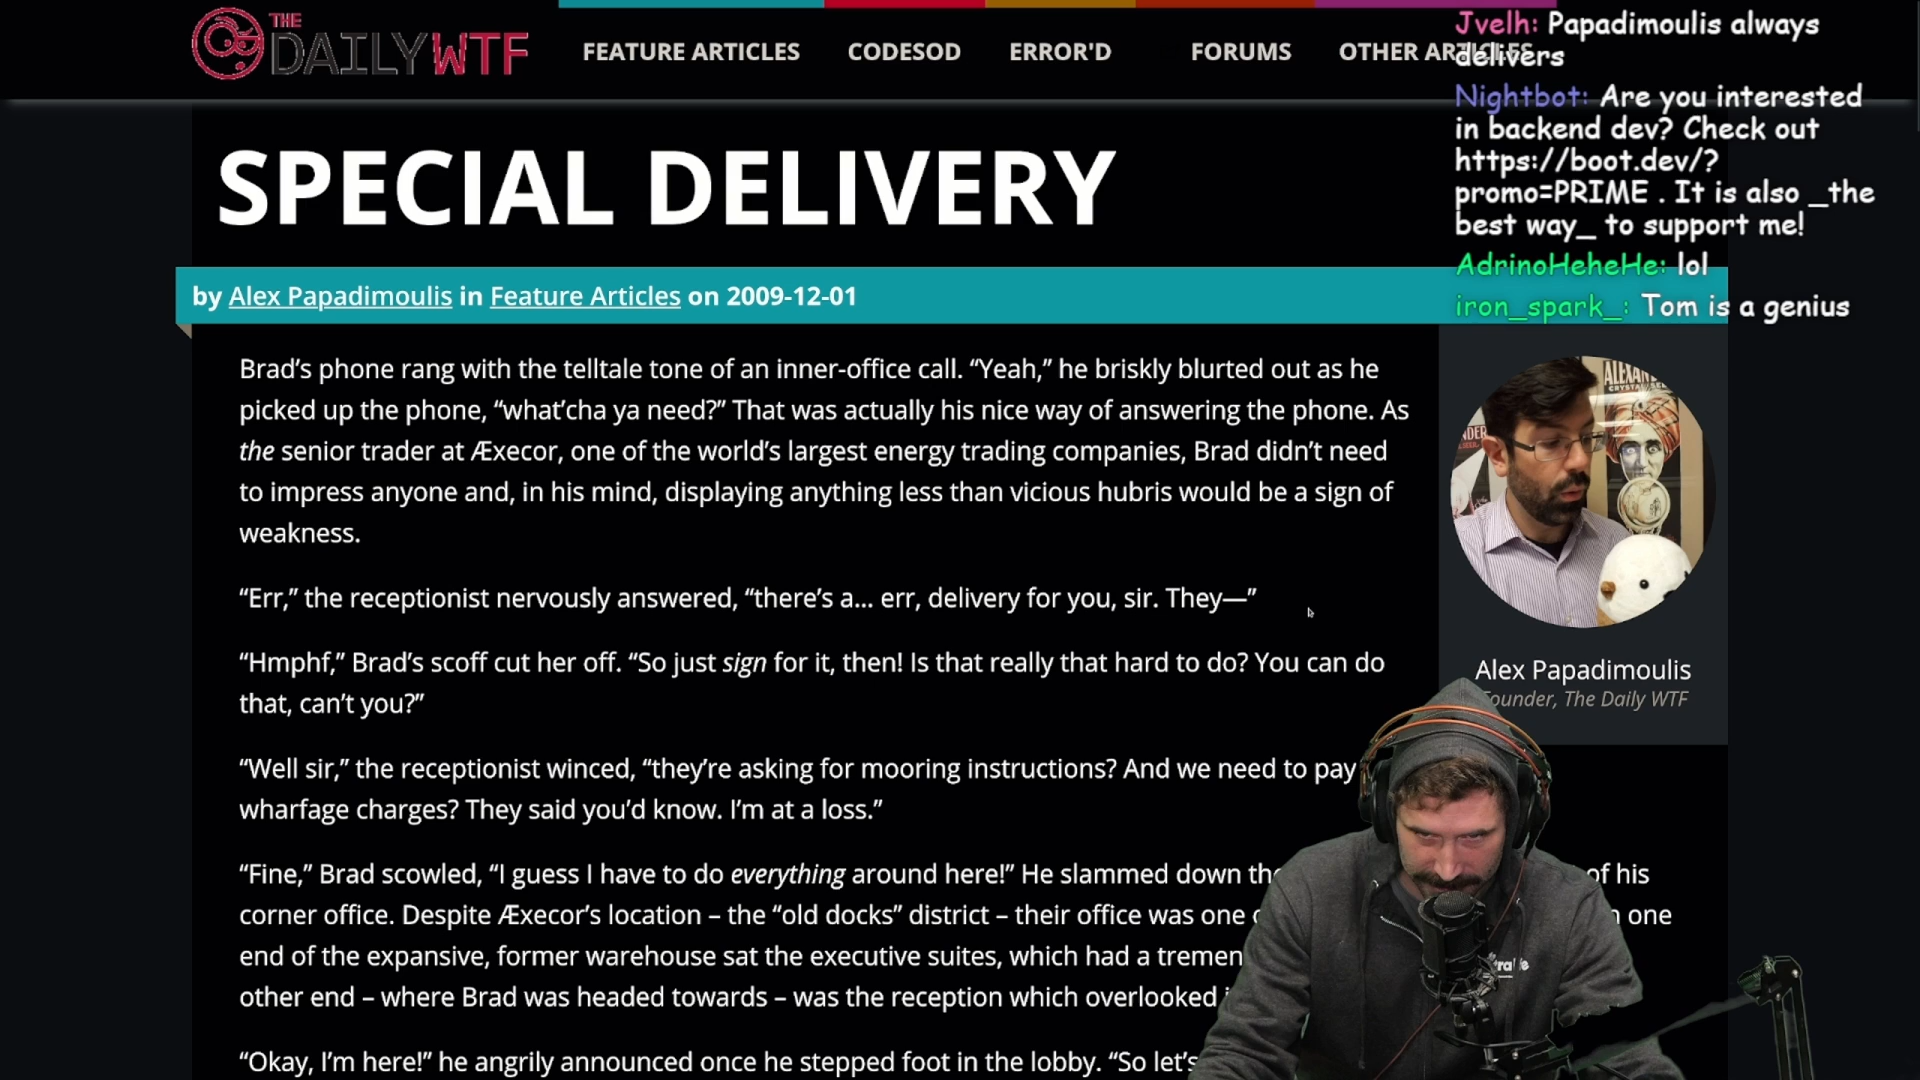 THE
DAILY WTF
FEATURE ARTICLES
CODESOD
ERROR'D
FORUMS
OTHER
Jvelh: Papadimoulis always
delivers
Nightbot: Are you interested
in backend dev? Check out
https://boot.dev/?
promo=PRIME . It is also _the
best way_ to support me!
AdrinoHeheHe: lol
iron_spark_: Tom is a genius
SPECIAL DELIVERY
by Alex Papadimoulis in Feature Articles on 2009-12-01
Brad’s phone rang with the telltale tone of an inner-office call. “Yeah,” he briskly blurted out as he
picked up the phone, “what’cha ya need?” That was actually his nice way of answering the phone. As
the senior trader at Æxecor, one of the world’s largest energy trading companies, Brad didn’t need
to impress anyone and, in his mind, displaying anything less than vicious hubris would be a sign of
weakness.
“Err,” the receptionist nervously answered, “there’s a... err, delivery for you, sir. They—”
“Hmphf,” Brad’s scoff cut her off. “So just sign for it, then! Is that really that hard to do? You can do
that, can’t you?”
“Well sir,” the receptionist winced, “they’re asking for mooring instructions? And we need to pay
wharfage charges? They said you’d know. I’m at a loss.”
“Fine,” Brad scowled, “I guess I have to do everything around here!” He slammed down of his
corner office. Despite Æxecor’s location – the “old docks” district – their office was one one
end of the expansive, former warehouse sat the executive suites, which had a
other end – where Brad was headed towards – was the reception which overlooked
“Okay, I’m here!” he angrily announced once he stepped foot in the lobby. “So let’s
Alex Papadimoulis
Founder, The Daily WTF